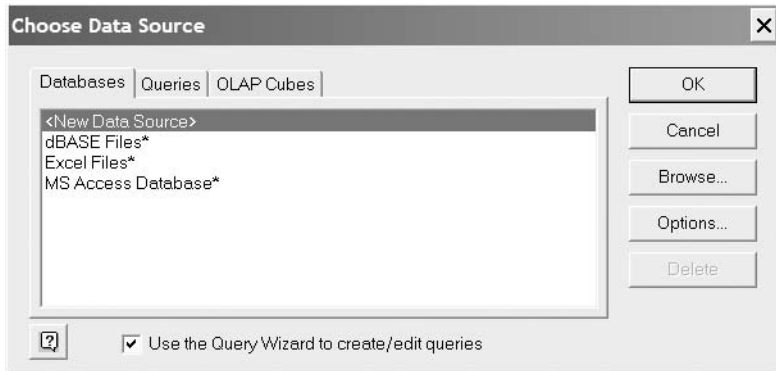 Choose Data Source
Databases Queries OLAP Cubes
<New Data Source>
dBASE Files*
Excel Files*
MS Access Database*
OK
Cancel
Browse...
Options...
Delete
Use the Query Wizard to create/edit queries